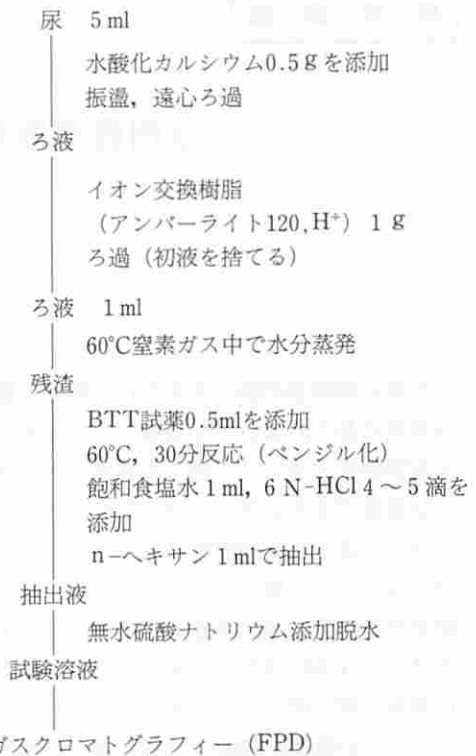 尿　5 ml
水酸化カルシウム0.5gを添加
振盪，遠心ろ過
ろ液
イオン交換樹脂
（アンバーライト120，H⁺）１g
ろ過（初液を捨てる）
ろ液　1 ml
60℃窒素ガス中で水分蒸発
残渣
BTT試薬0.5mlを添加
60℃，30分反応（ベンジル化）
飽和食塩水１ml，６N-HCl４～５滴を
添加
n-ヘキサン１mlで抽出
抽出液
無水硫酸ナトリウム添加脱水
試験溶液
ガスクロマトグラフィー（FPD）